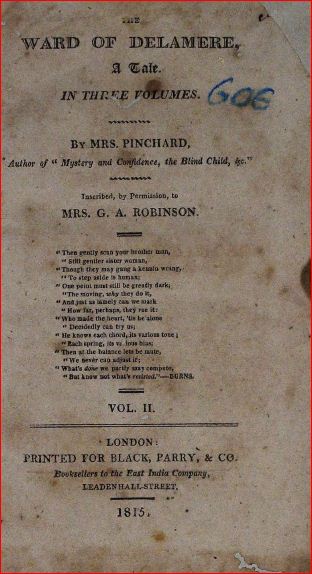 THE
WARD OF DELAMERE,
A Tale.
IN THREE VOLUMES.
GOE
BY MRS. PINCHARD,
Author of " Mystery and Confidence, the Blind Child, &c."
Inscribed, by Permission, to
MRS. G. A. ROBINSON.
"Then gently scan your brother man,
"Still gentler sister woman,
"Though they may gang a kennin wrang,
"To step aside is human;
"One point must still be greatly dark;
"The moving, why they do it,
"And just as lamely can we mark
"How far, perhaps, they rue it:
"Who made the heart, 'tis he alone
"Decidedly can try us;
"He knows each chord, its various tone;
"Each spring, its various bias;
"Then at the balance lets be mute,
"We never can adjust it;
"What's done we partly may compute,
"But know not what's resisted."—BURNS.
VOL. II.
LONDON:
PRINTED FOR BLACK, PARRY, & CO.
Booksellers to the East India Company,
LEADENHALL-STREET.
1815.